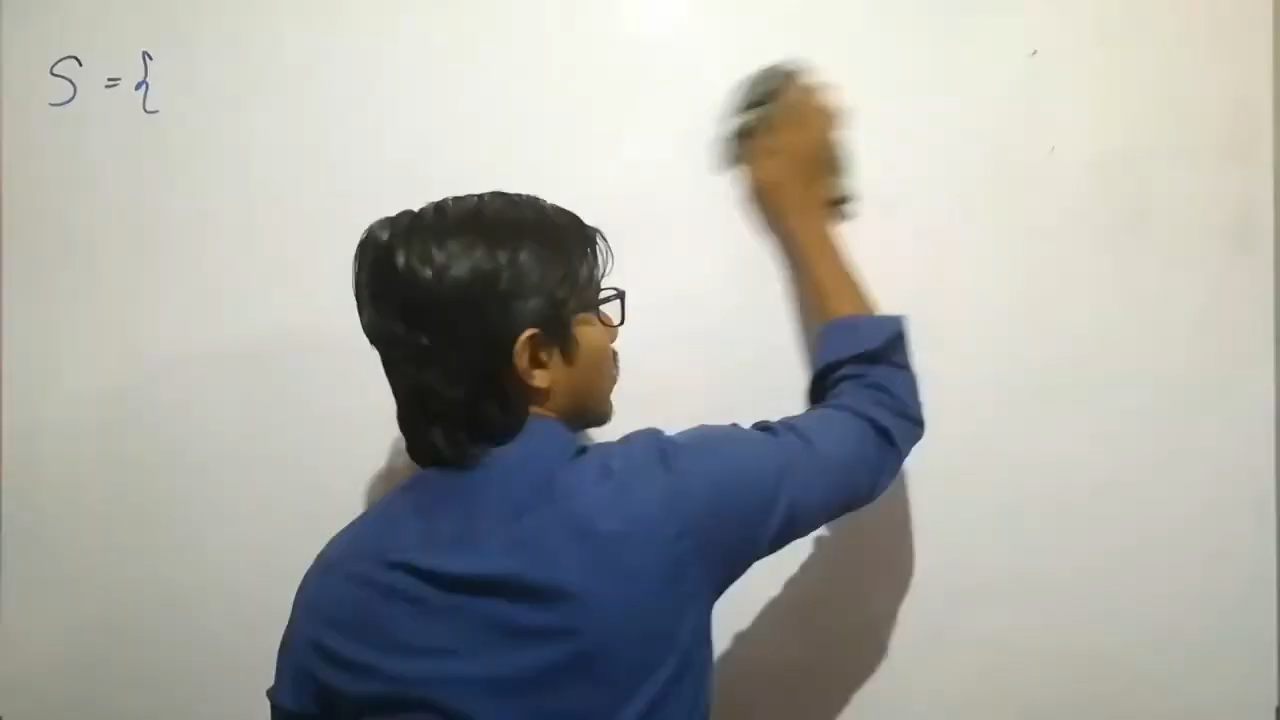 S = {